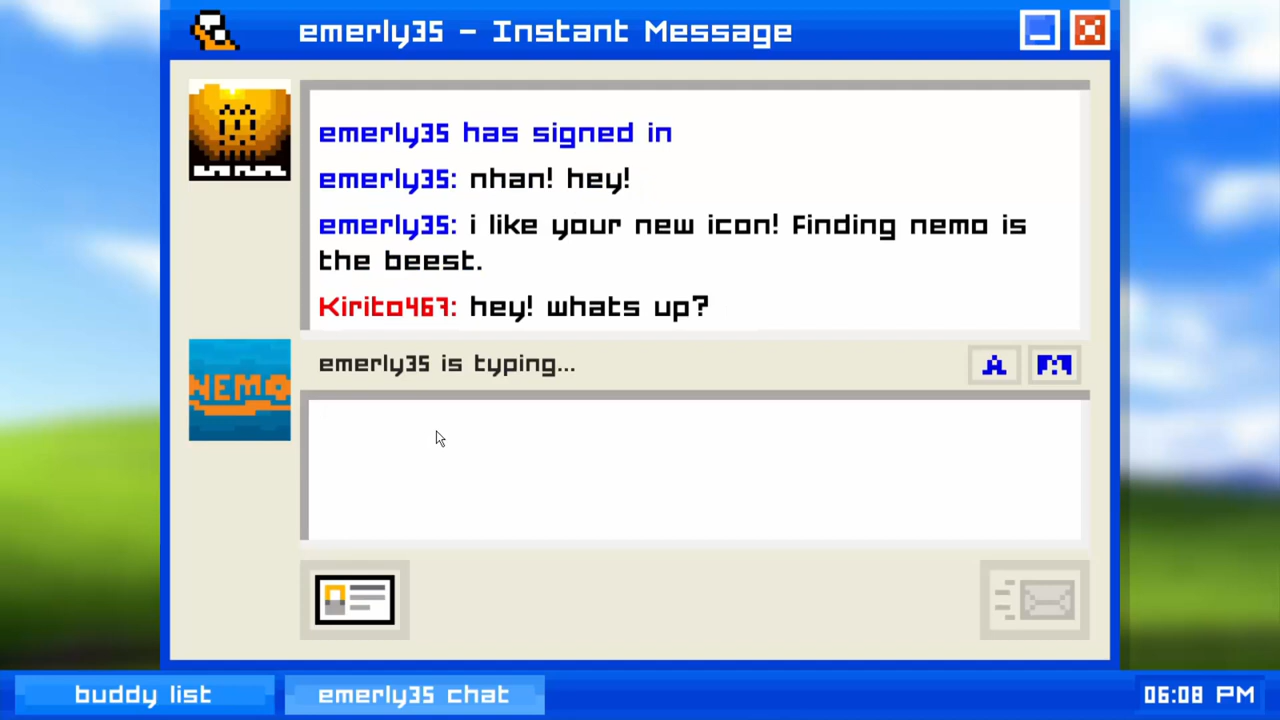 emerly35 - Instant Message
emerly35 has signed in
emerly35: nhan! hey!
emerly35: i like your new icon! Finding nemo is
the beest.
Kirito467: hey! whats up?
NEMO
emerly35 is typing...
A
buddy list
emerly35 chat
06:08 PM